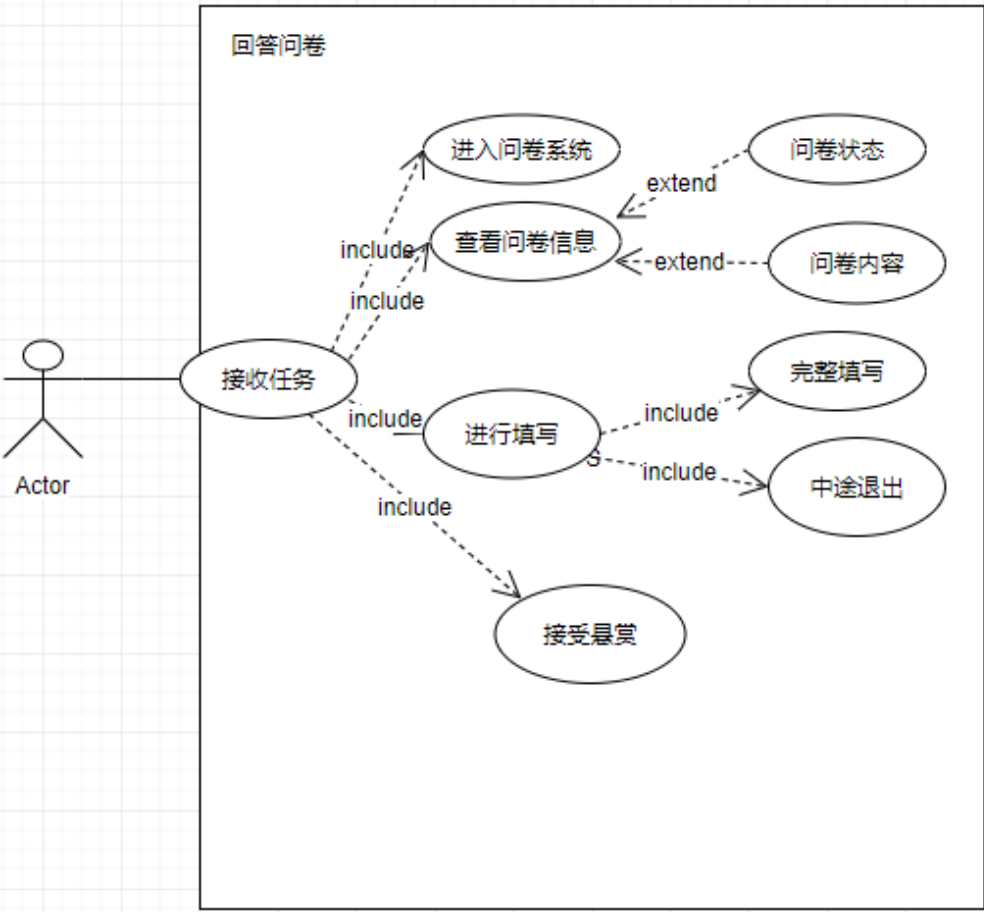 回答问卷
进入问卷系统
问卷状态
extend
include
查看问卷信息
extend
问卷内容
include
接收任务
完整填写
include
include
进行填写
S
include
中途退出
Actor
include
接受悬赏